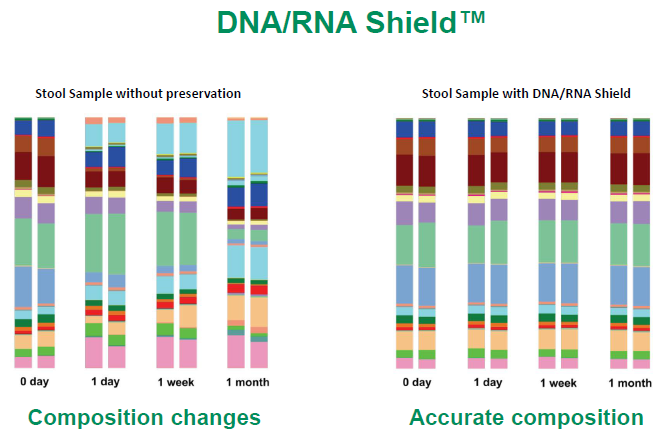 DNA/RNA Shield™
Stool Sample without preservation
Stool Sample with DNA/RNA Shield
0 day
1 day
1 week
1 month
0 day
1 day
1 week
1 month
Composition changes
Accurate composition